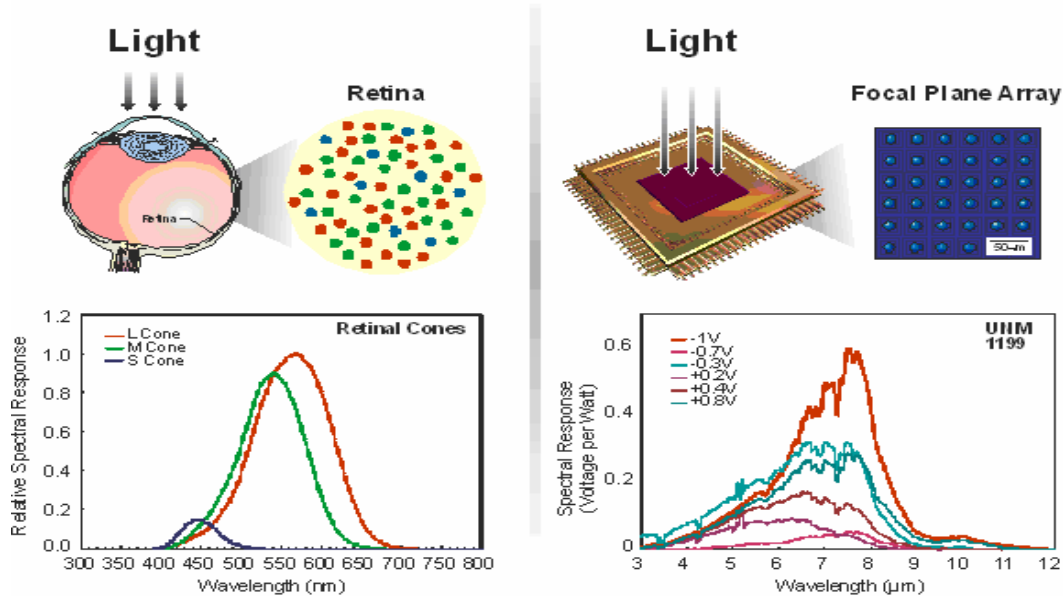 Light
Retina
Retina
1.2
1.0
0.8
0.6
0.4
0.2
0.0
Relative Spectral Response
Retinal Cones
L Cone
M Cone
S Cone
300 350 400 450 500 550 600 650 700 750 800
Wavelength (nm)
Light
Focal Plane Array
50µm
0.6
0.4
0.2
0
Spectral Response
(Voltage per Watt)
UNM
1199
-1V
-0.7V
-0.3V
+0.2V
+0.4V
+0.8V
3 4 5 6 7 8 9 10 11 12
Wavelength (µm)